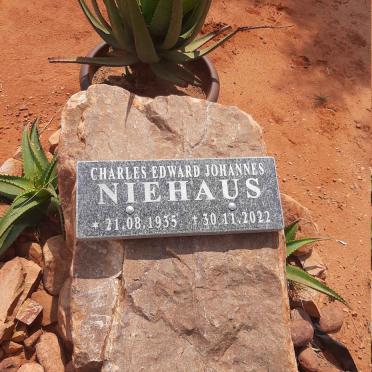 CHARLES EDWARD JOHANNES
NIEHAUS
* 21.08.1935 † 30.11.2022